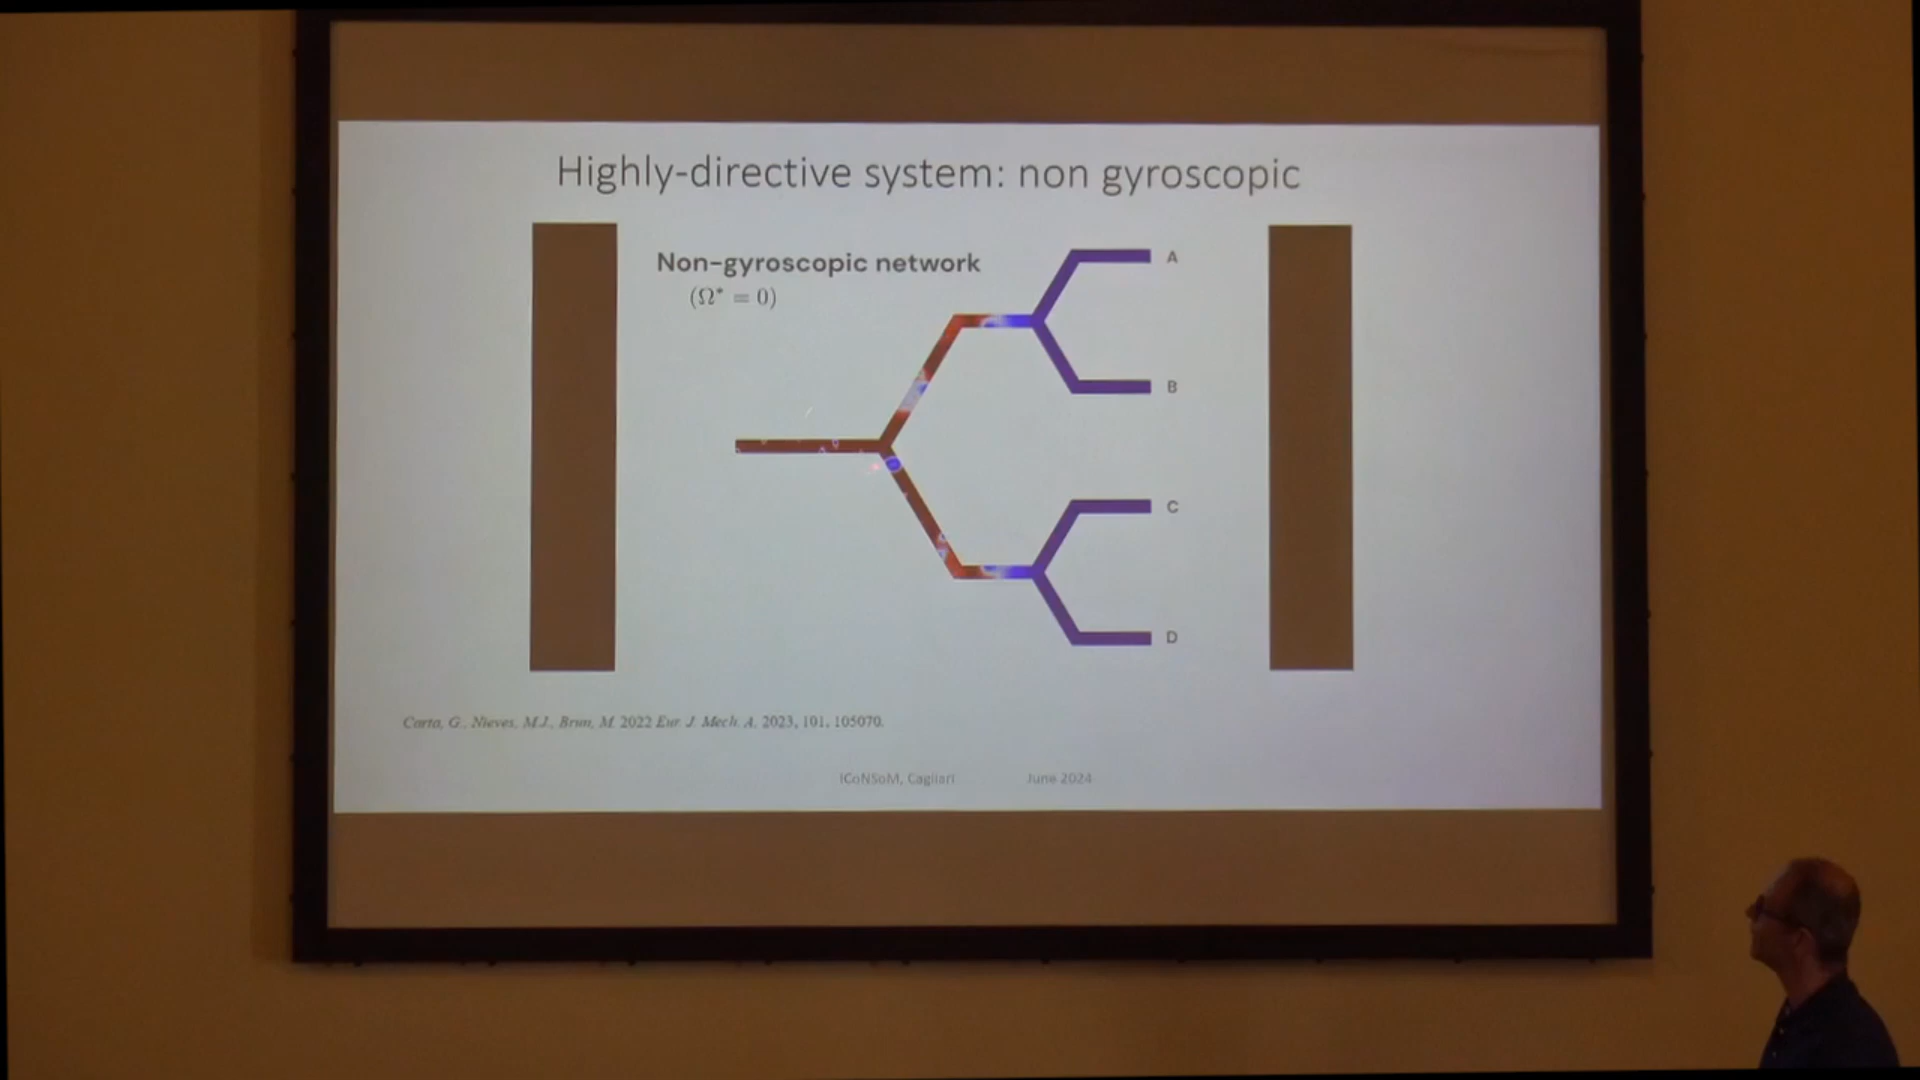 Highly-directive system: non gyroscopic
Non-gyroscopic network
(Ω* = 0)
A
B
C
D
Carta, G., Nieves, M.J., Brun, M. 2022 Eur. J. Mech. A, 2023, 101, 105070.
ICoNSoM, Cagliari June 2024